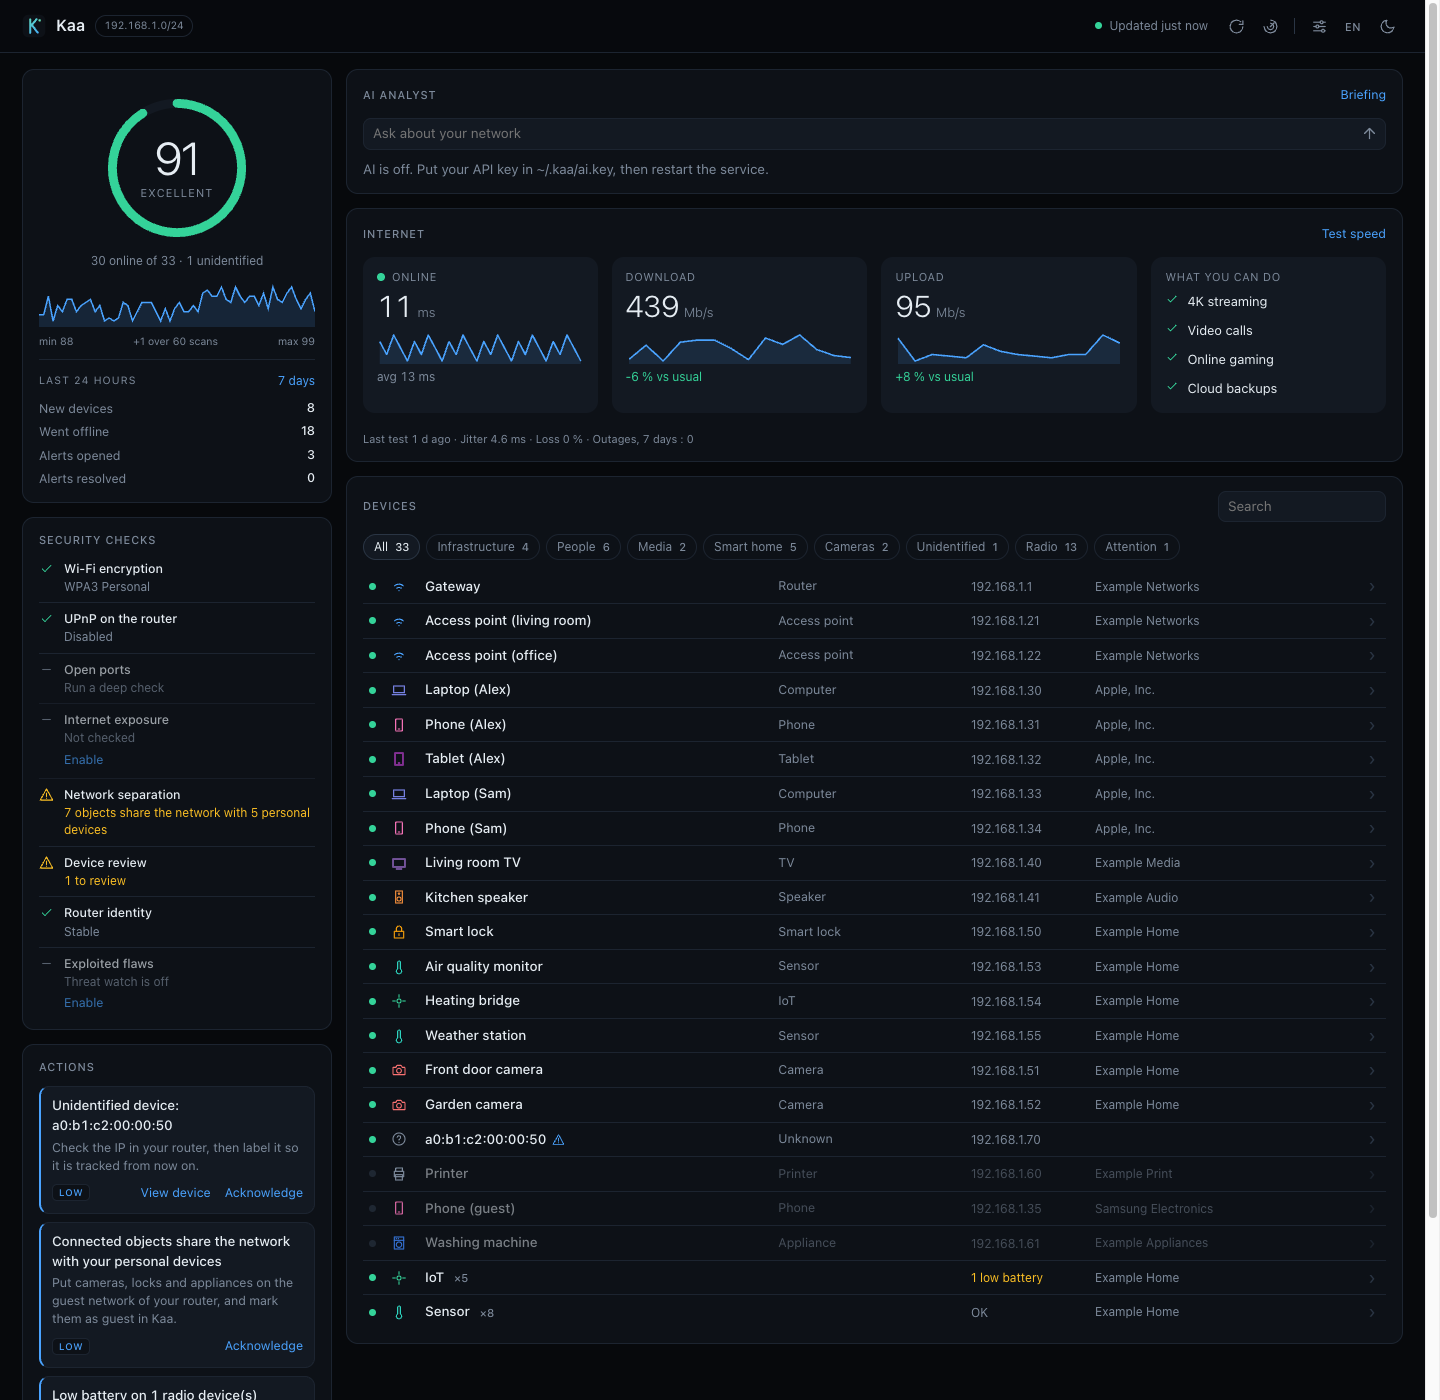 Kaa 192.168.1.0/24
Updated just now EN
91
EXCELLENT
30 online of 33 · 1 unidentified
min 88 +1 over 60 scans max 99
LAST 24 HOURS 7 days
New devices 8
Went offline 18
Alerts opened 3
Alerts resolved 0
SECURITY CHECKS
Wi-Fi encryption
WPA3 Personal
UPnP on the router
Disabled
Open ports
Run a deep check
Internet exposure
Not checked
Enable
Network separation
7 objects share the network with 5 personal
devices
Device review
1 to review
Router identity
Stable
Exploited flaws
Threat watch is off
Enable
ACTIONS
Unidentified device:
a0:b1:c2:00:00:50
Check the IP in your router, then label it so
it is tracked from now on.
LOW View device Acknowledge
Connected objects share the network
with your personal devices
Put cameras, locks and appliances on the
guest network of your router, and mark
them as guest in Kaa.
LOW Acknowledge
Low battery on 1 radio device(s)
AI ANALYST Briefing
Ask about your network
AI is off. Put your API key in ~/.kaa/ai.key, then restart the service.
INTERNET Test speed
ONLINE
11 ms
avg 13 ms
DOWNLOAD
439 Mb/s
-6 % vs usual
UPLOAD
95 Mb/s
+8 % vs usual
WHAT YOU CAN DO
4K streaming
Video calls
Online gaming
Cloud backups
Last test 1 d ago · Jitter 4.6 ms · Loss 0 % · Outages, 7 days : 0
DEVICES Search
All 33 Infrastructure 4 People 6 Media 2 Smart home 5 Cameras 2 Unidentified 1 Radio 13 Attention 1
Gateway Router 192.168.1.1 Example Networks
Access point (living room) Access point 192.168.1.21 Example Networks
Access point (office) Access point 192.168.1.22 Example Networks
Laptop (Alex) Computer 192.168.1.30 Apple, Inc.
Phone (Alex) Phone 192.168.1.31 Apple, Inc.
Tablet (Alex) Tablet 192.168.1.32 Apple, Inc.
Laptop (Sam) Computer 192.168.1.33 Apple, Inc.
Phone (Sam) Phone 192.168.1.34 Apple, Inc.
Living room TV TV 192.168.1.40 Example Media
Kitchen speaker Speaker 192.168.1.41 Example Audio
Smart lock Smart lock 192.168.1.50 Example Home
Air quality monitor Sensor 192.168.1.53 Example Home
Heating bridge IoT 192.168.1.54 Example Home
Weather station Sensor 192.168.1.55 Example Home
Front door camera Camera 192.168.1.51 Example Home
Garden camera Camera 192.168.1.52 Example Home
a0:b1:c2:00:00:50 Unknown 192.168.1.70
Printer Printer 192.168.1.60 Example Print
Phone (guest) Phone 192.168.1.35 Samsung Electronics
Washing machine Appliance 192.168.1.61 Example Appliances
IoT ×5 1 low battery Example Home
Sensor ×8 OK Example Home